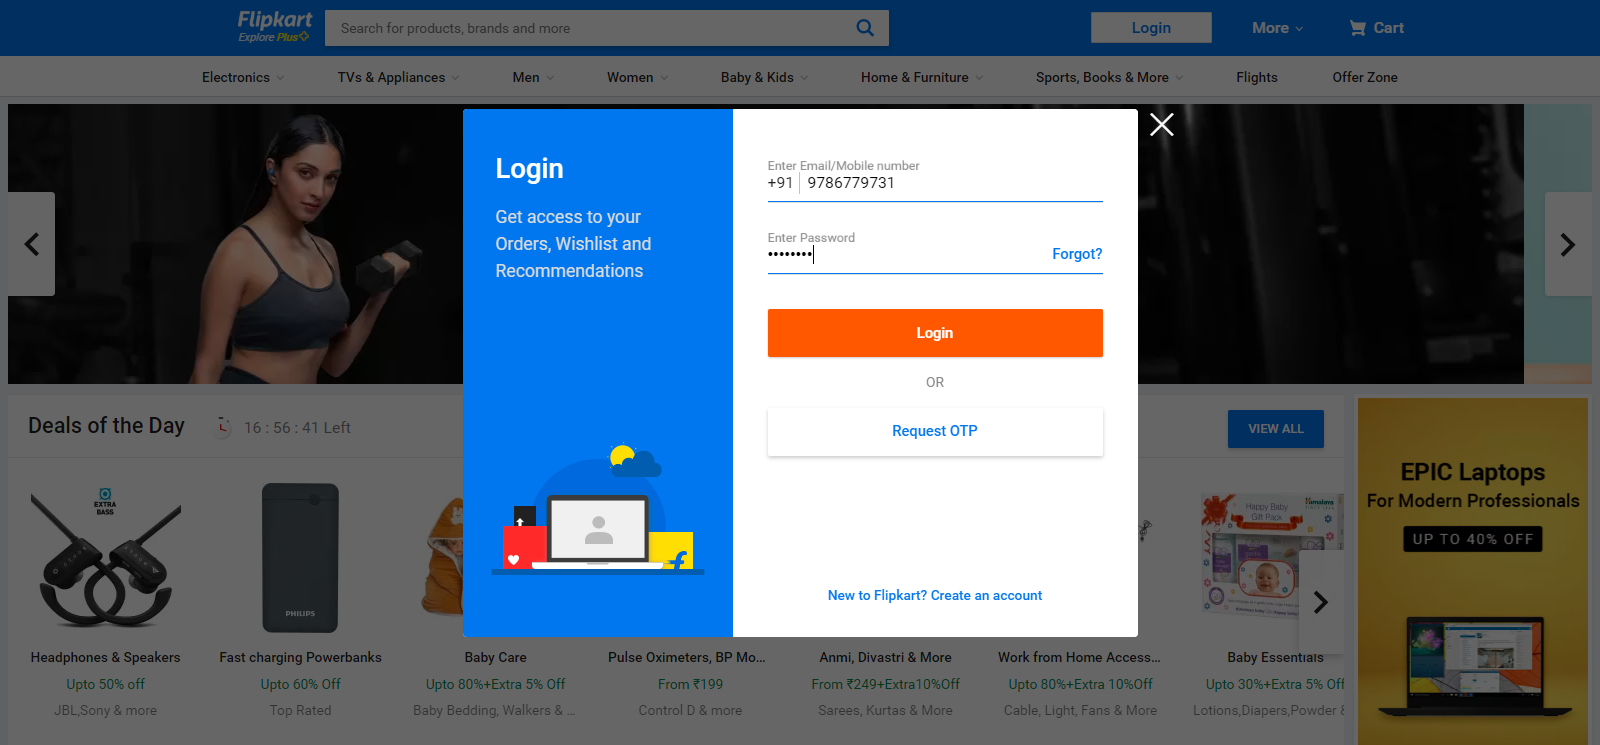 Flipkart
Explore Plus
Search for products, brands and more
Login
More
Cart
Electronics
TVs & Appliances
Men
Women
Baby & Kids
Home & Furniture
Sports, Books & More
Flights
Offer Zone
Login
Get access to your
Orders, Wishlist and
Recommendations
Enter Email/Mobile number
+91 9786779731
Enter Password
••••••••
Forgot?
Login
OR
Request OTP
New to Flipkart? Create an account
Deals of the Day
16 : 56 : 41 Left
VIEW ALL
EXTRA
BASS
PHILIPS
Himalaya
Happy Baby
Gift Pack
Headphones & Speakers
Upto 50% off
JBL,Sony & more
Fast charging Powerbanks
Upto 60% Off
Top Rated
Baby Care
Upto 80%+Extra 5% Off
Baby Bedding, Walkers & ...
Pulse Oximeters, BP Mo...
From ₹199
Control D & more
Anmi, Divastri & More
From ₹249+Extra10%Off
Sarees, Kurtas & More
Work from Home Access...
Upto 80%+Extra 10%Off
Cable, Light, Fans & More
Baby Essentials
Upto 30%+Extra 5% Off
Lotions,Diapers,Powder &
EPIC Laptops
For Modern Professionals
UP TO 40% OFF